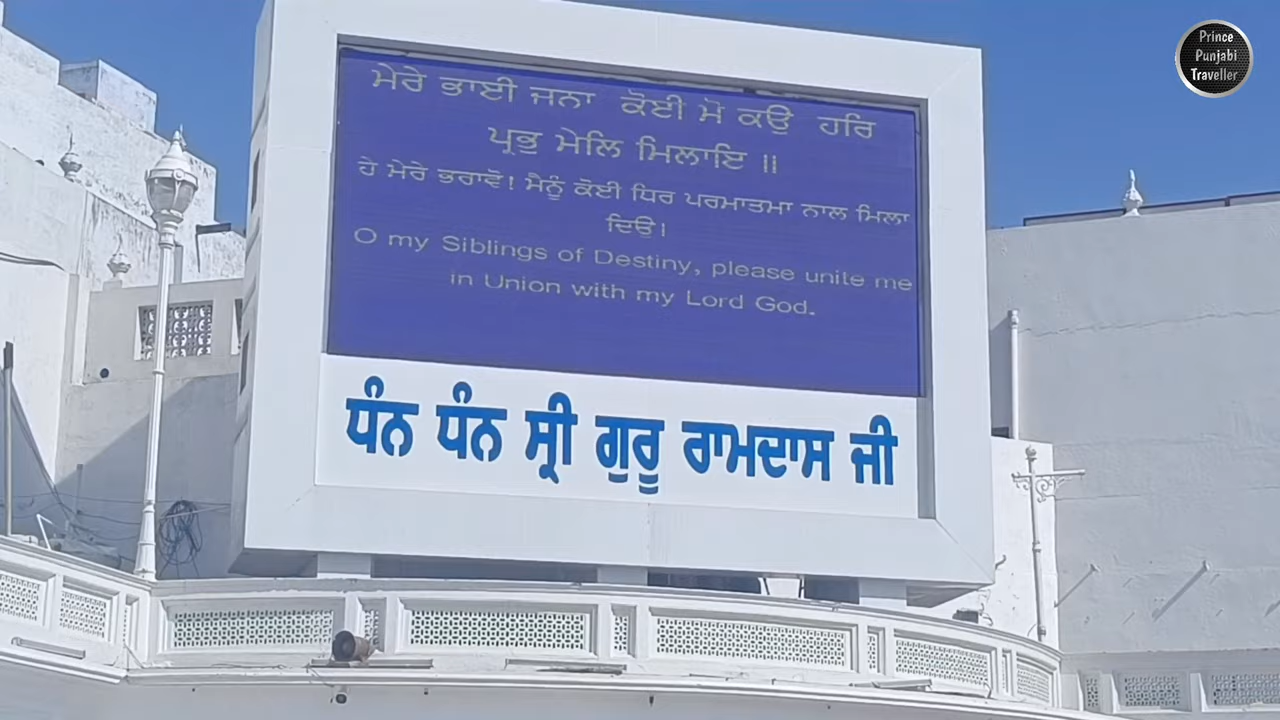 ਮੇਰੇ ਭਾਈ ਜਨਾ ਕੋਈ ਮੋ ਕਉ ਹਰਿ
ਪ੍ਰਭੁ ਮੇਲਿ ਮਿਲਾਇ ॥
ਹੇ ਮੇਰੇ ਭਰਾਵੋ! ਮੈਨੂੰ ਕੋਈ ਧਿਰ ਪਰਮਾਤਮਾ ਨਾਲ ਮਿਲਾ
ਦਿਉ।
O my Siblings of Destiny, please unite me
in Union with my Lord God.
ਧੰਨ ਧੰਨ ਸ੍ਰੀ ਗੁਰੂ ਰਾਮਦਾਸ ਜੀ
Prince
Punjabi
Traveller